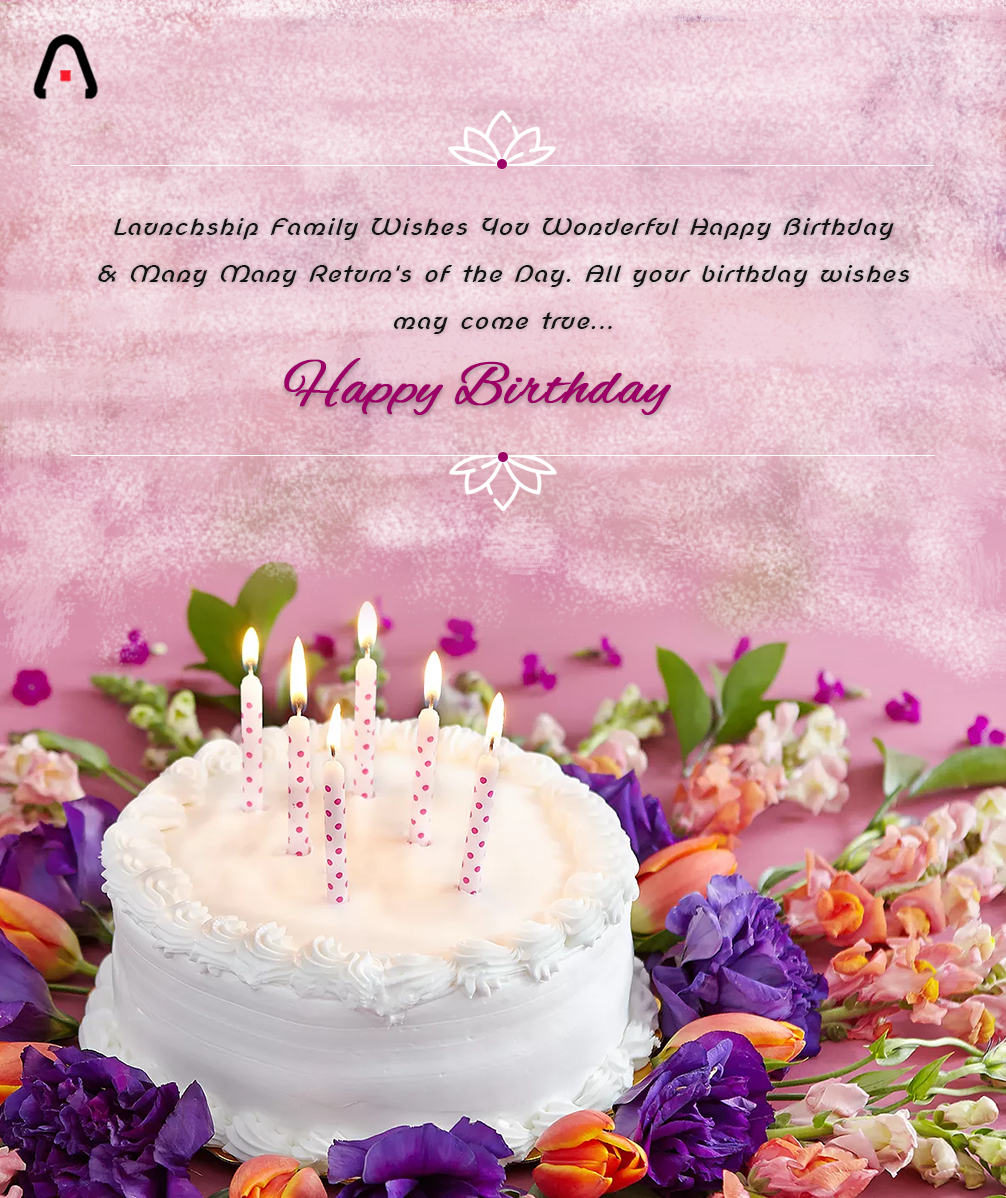 Launchship Family Wishes You Wonderful Happy Birthday
& Many Many Return's of the Day. All your birthday wishes
may come true...
Happy Birthday